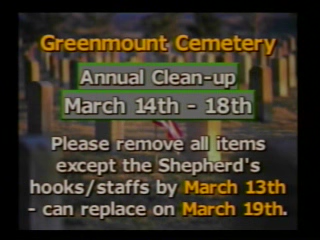 Greenmount Cemetery
Annual Clean-up
March 14th - 18th
Please remove all items
except the Shepherd's
hooks/staffs by March 13th
- can replace on March 19th.